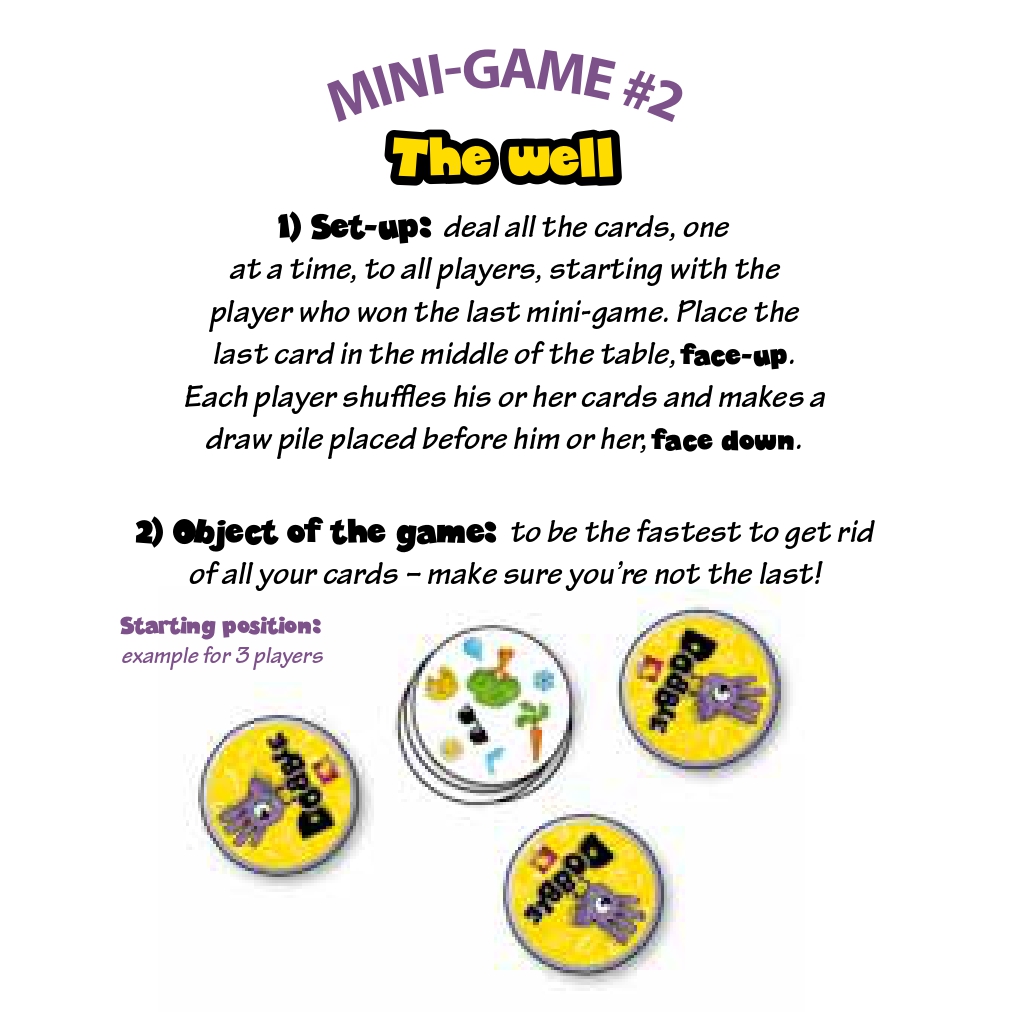 MINI-GAME #2
The well
1) Set-up: deal all the cards, one
at a time, to all players, starting with the
player who won the last mini-game. Place the
last card in the middle of the table, face-up.
Each player shuffles his or her cards and makes a
draw pile placed before him or her, face down.
2) Object of the game: to be the fastest to get rid
of all your cards – make sure you're not the last!
Starting position:
example for 3 players
Dobble
Dobble
Dobble